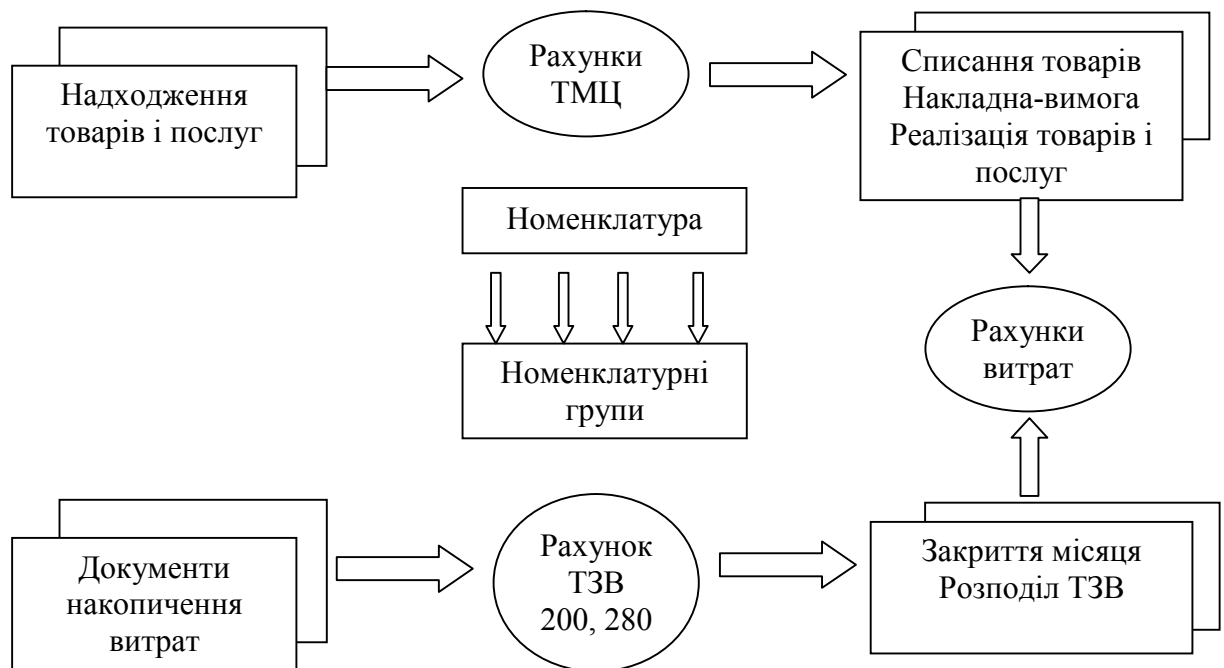 Надходження
товарів і послуг
Рахунки
ТМЦ
Списання товарів
Накладна-вимога
Реалізація товарів і
послуг
Номенклатура
Номенклатурні
групи
Рахунки
витрат
Документи
накопичення
витрат
Рахунок
ТЗВ
200, 280
Закриття місяця
Розподіл ТЗВ